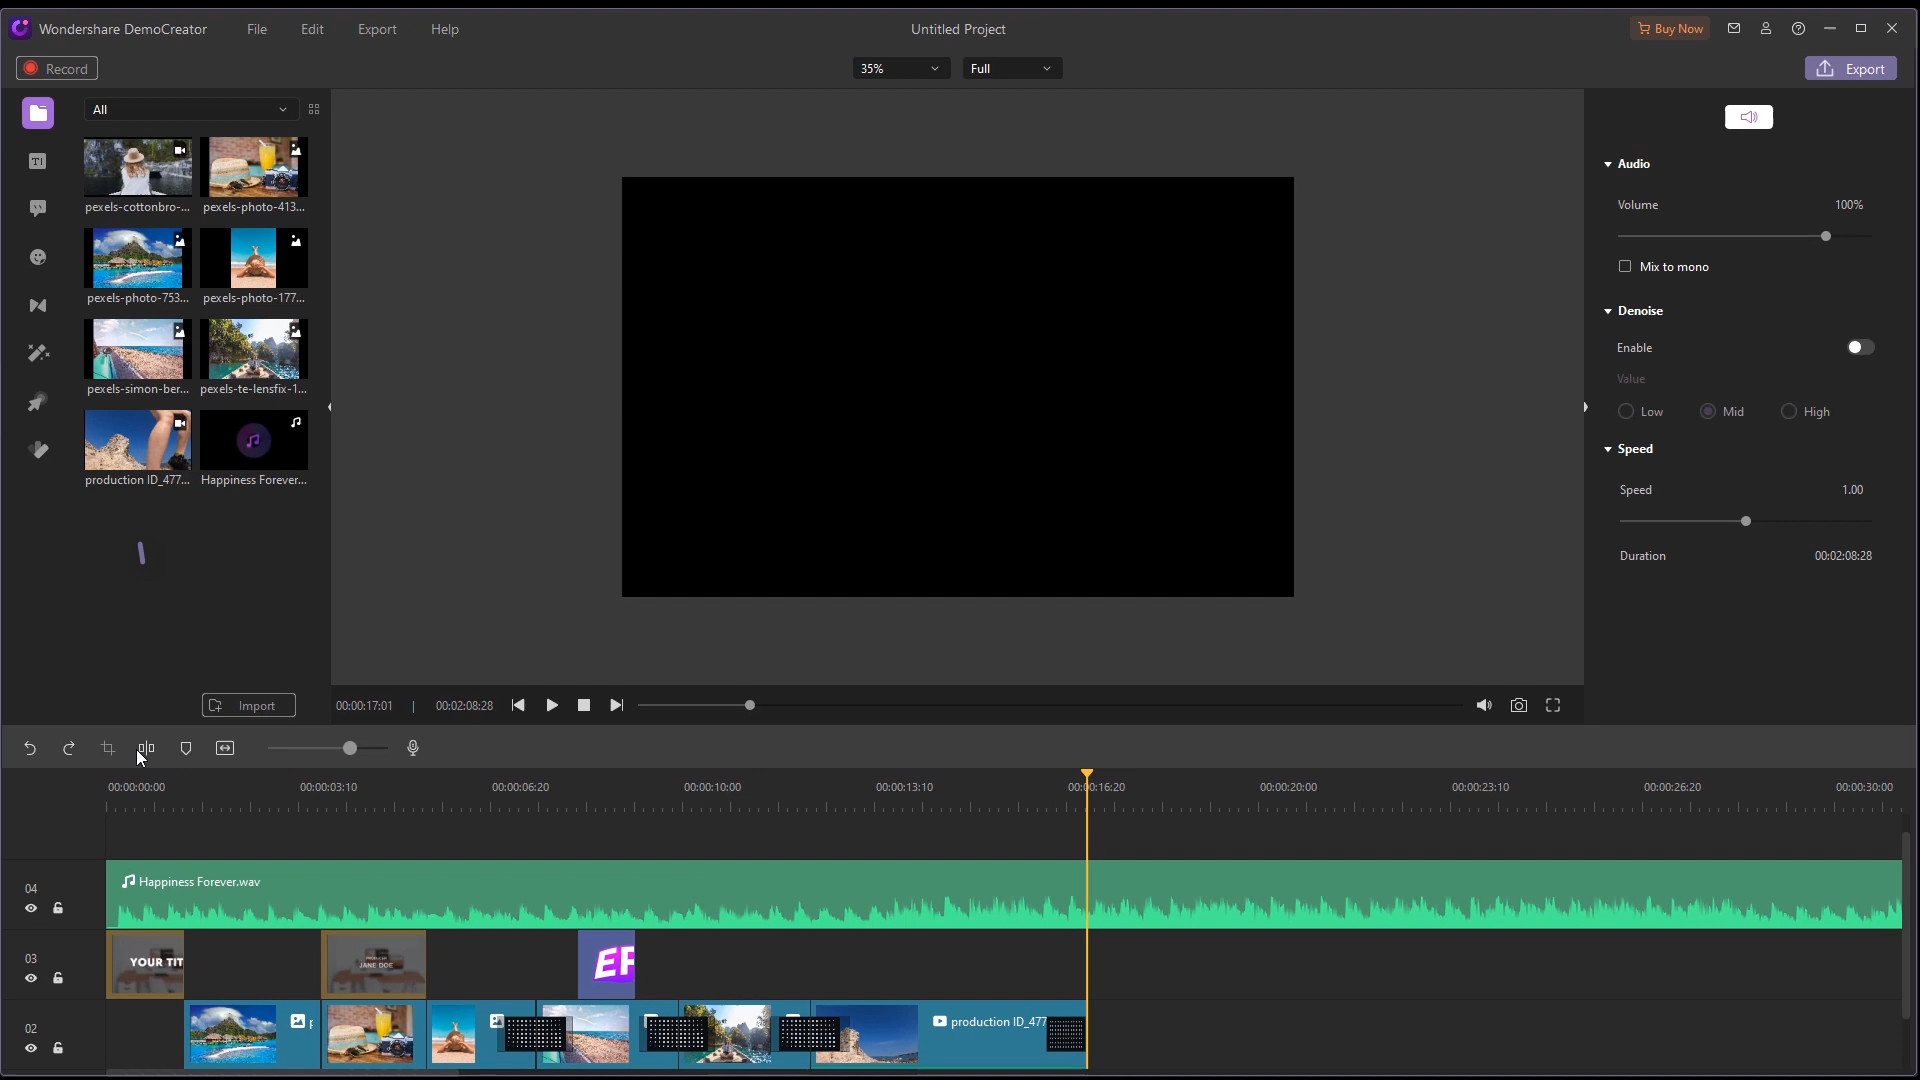 Wondershare DemoCreator
File
Edit
Export
Help
Untitled Project
Buy Now
Record
35%
Full
Export
All
pexels-cottonbro-...
pexels-photo-413...
pexels-photo-753...
pexels-photo-177...
pexels-simon-ber...
pexels-te-lensfix-1...
production ID_477...
Happiness Forever...
Import
Audio
Volume
100%
Mix to mono
Denoise
Enable
Value
Low
Mid
High
Speed
Speed
1.00
Duration
00:02:08:28
00:00:17:01 | 00:02:08:28
00:00:00:00
00:00:03:10
00:00:06:20
00:00:10:00
00:00:13:10
00:00:16:20
00:00:20:00
00:00:23:10
00:00:26:20
00:00:30:00
04
Happiness Forever.wav
03
YOUR TIT
PRODUCER
JANE DOE
EF
02
p
production ID_477